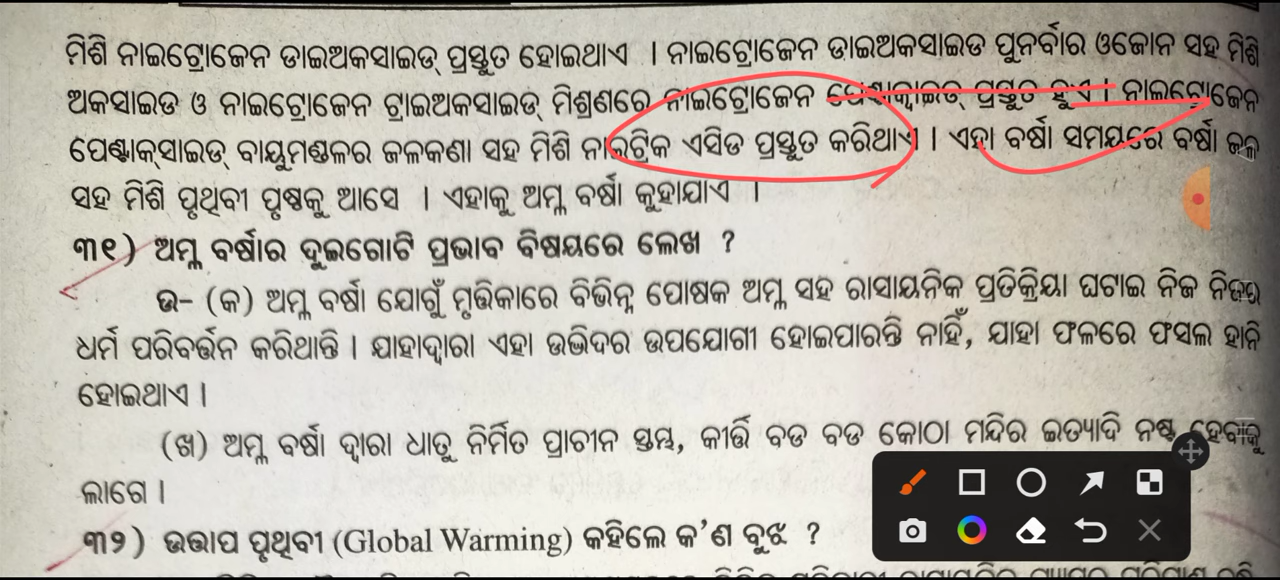 ମିଶି ନାଇଟ୍ରୋଜେନ ଡାଇଅକସାଇଡ୍ ପ୍ରସ୍ତୁତ ହୋଇଥାଏ । ନାଇଟ୍ରୋଜେନ ଡାଇଅକସାଇଡ ପୁନର୍ବାର ଓଜୋନ ସହ ମିଶି
ଅକସାଇଡ ଓ ନାଇଟ୍ରୋଜେନ ଟ୍ରାଇଅକସାଇଡ୍ ମିଶ୍ରଣରେ ନାଇଟ୍ରୋଜେନ ପେଣ୍ଟାକ୍ସାଇଡ୍ ପ୍ରସ୍ତୁତ ହୁଏ । ନାଇଟ୍ରୋଜେନ
ପେଣ୍ଟାକ୍‌ସାଇଡ୍ ବାୟୁମଣ୍ଡଳର ଜଳକଣା ସହ ମିଶି ନାଇଟ୍ରିକ ଏସିଡ ପ୍ରସ୍ତୁତ କରିଥାଏ । ଏହା ବର୍ଷା ସମୟରେ ବର୍ଷା ଜଳ
ସହ ମିଶି ପୃଥିବୀ ପୃଷ୍ଠକୁ ଆସେ । ଏହାକୁ ଅମ୍ଳ ବର୍ଷା କୁହାଯାଏ ।
୩୧) ଅମ୍ଳ ବର୍ଷାର ଦୁଇଗୋଟି ପ୍ରଭାବ ବିଷୟରେ ଲେଖ ?
ଉ- (କ) ଅମ୍ଳ ବର୍ଷା ଯୋଗୁଁ ମୃତ୍ତିକାରେ ବିଭିନ୍ନ ପୋଷକ ଅମ୍ଳ ସହ ରାସାୟନିକ ପ୍ରତିକ୍ରିୟା ଘଟାଇ ନିଜ ନିଜର
ଧର୍ମ ପରିବର୍ତ୍ତନ କରିଥାନ୍ତି । ଯାହାଦ୍ୱାରା ଏହା ଉଦ୍ଭିଦର ଉପଯୋଗୀ ହୋଇପାରନ୍ତି ନାହିଁ, ଯାହା ଫଳରେ ଫସଲ ହାନି
ହୋଇଥାଏ ।
(ଖ) ଅମ୍ଳ ବର୍ଷା ଦ୍ୱାରା ଧାତୁ ନିର୍ମିତ ପ୍ରାଚୀନ ସ୍ତମ୍ଭ, କୀର୍ତ୍ତି ବଡ ବଡ କୋଠା ମନ୍ଦିର ଇତ୍ୟାଦି ନଷ୍ଟ ହେବାକୁ
ଲାଗେ ।
୩୨) ଉତ୍ତାପ ପୃଥିବୀ (Global Warming) କହିଲେ କ'ଣ ବୁଝ ?